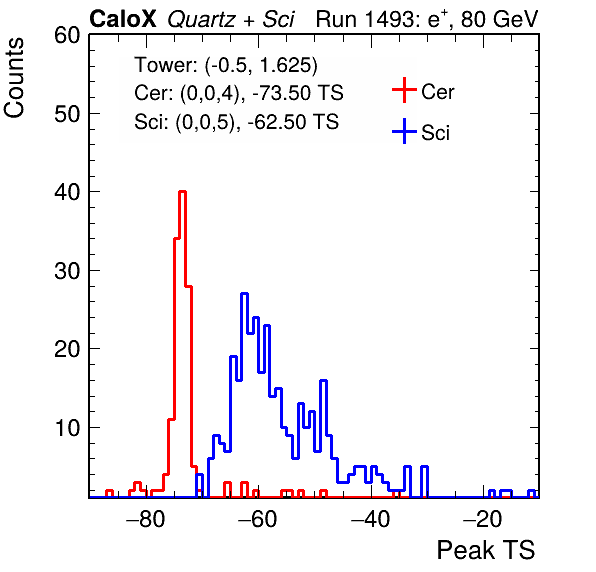 CaloX Quartz + Sci Run 1493: e⁺, 80 GeV
Counts
60
50
40
30
20
10
Tower: (-0.5, 1.625)
Cer: (0,0,4), -73.50 TS
Sci: (0,0,5), -62.50 TS
Cer
Sci
−80 −60 −40 −20
Peak TS